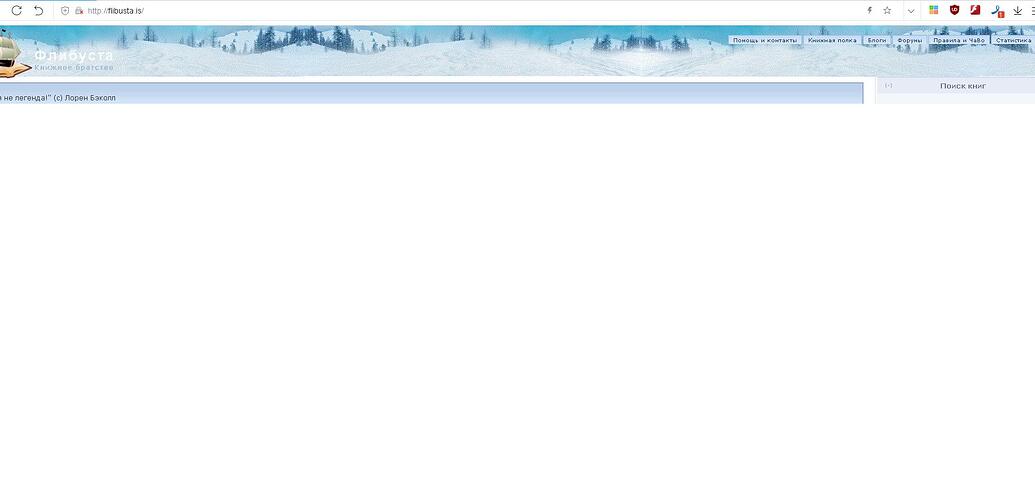 http://flibusta.is/
Флибуста
Книжное братство
Помощь и контакты Книжная полка Блоги Форумы Правила и ЧаВо Статистика
[-] Поиск книг
не легенда!" (c) Лорен Бэколл